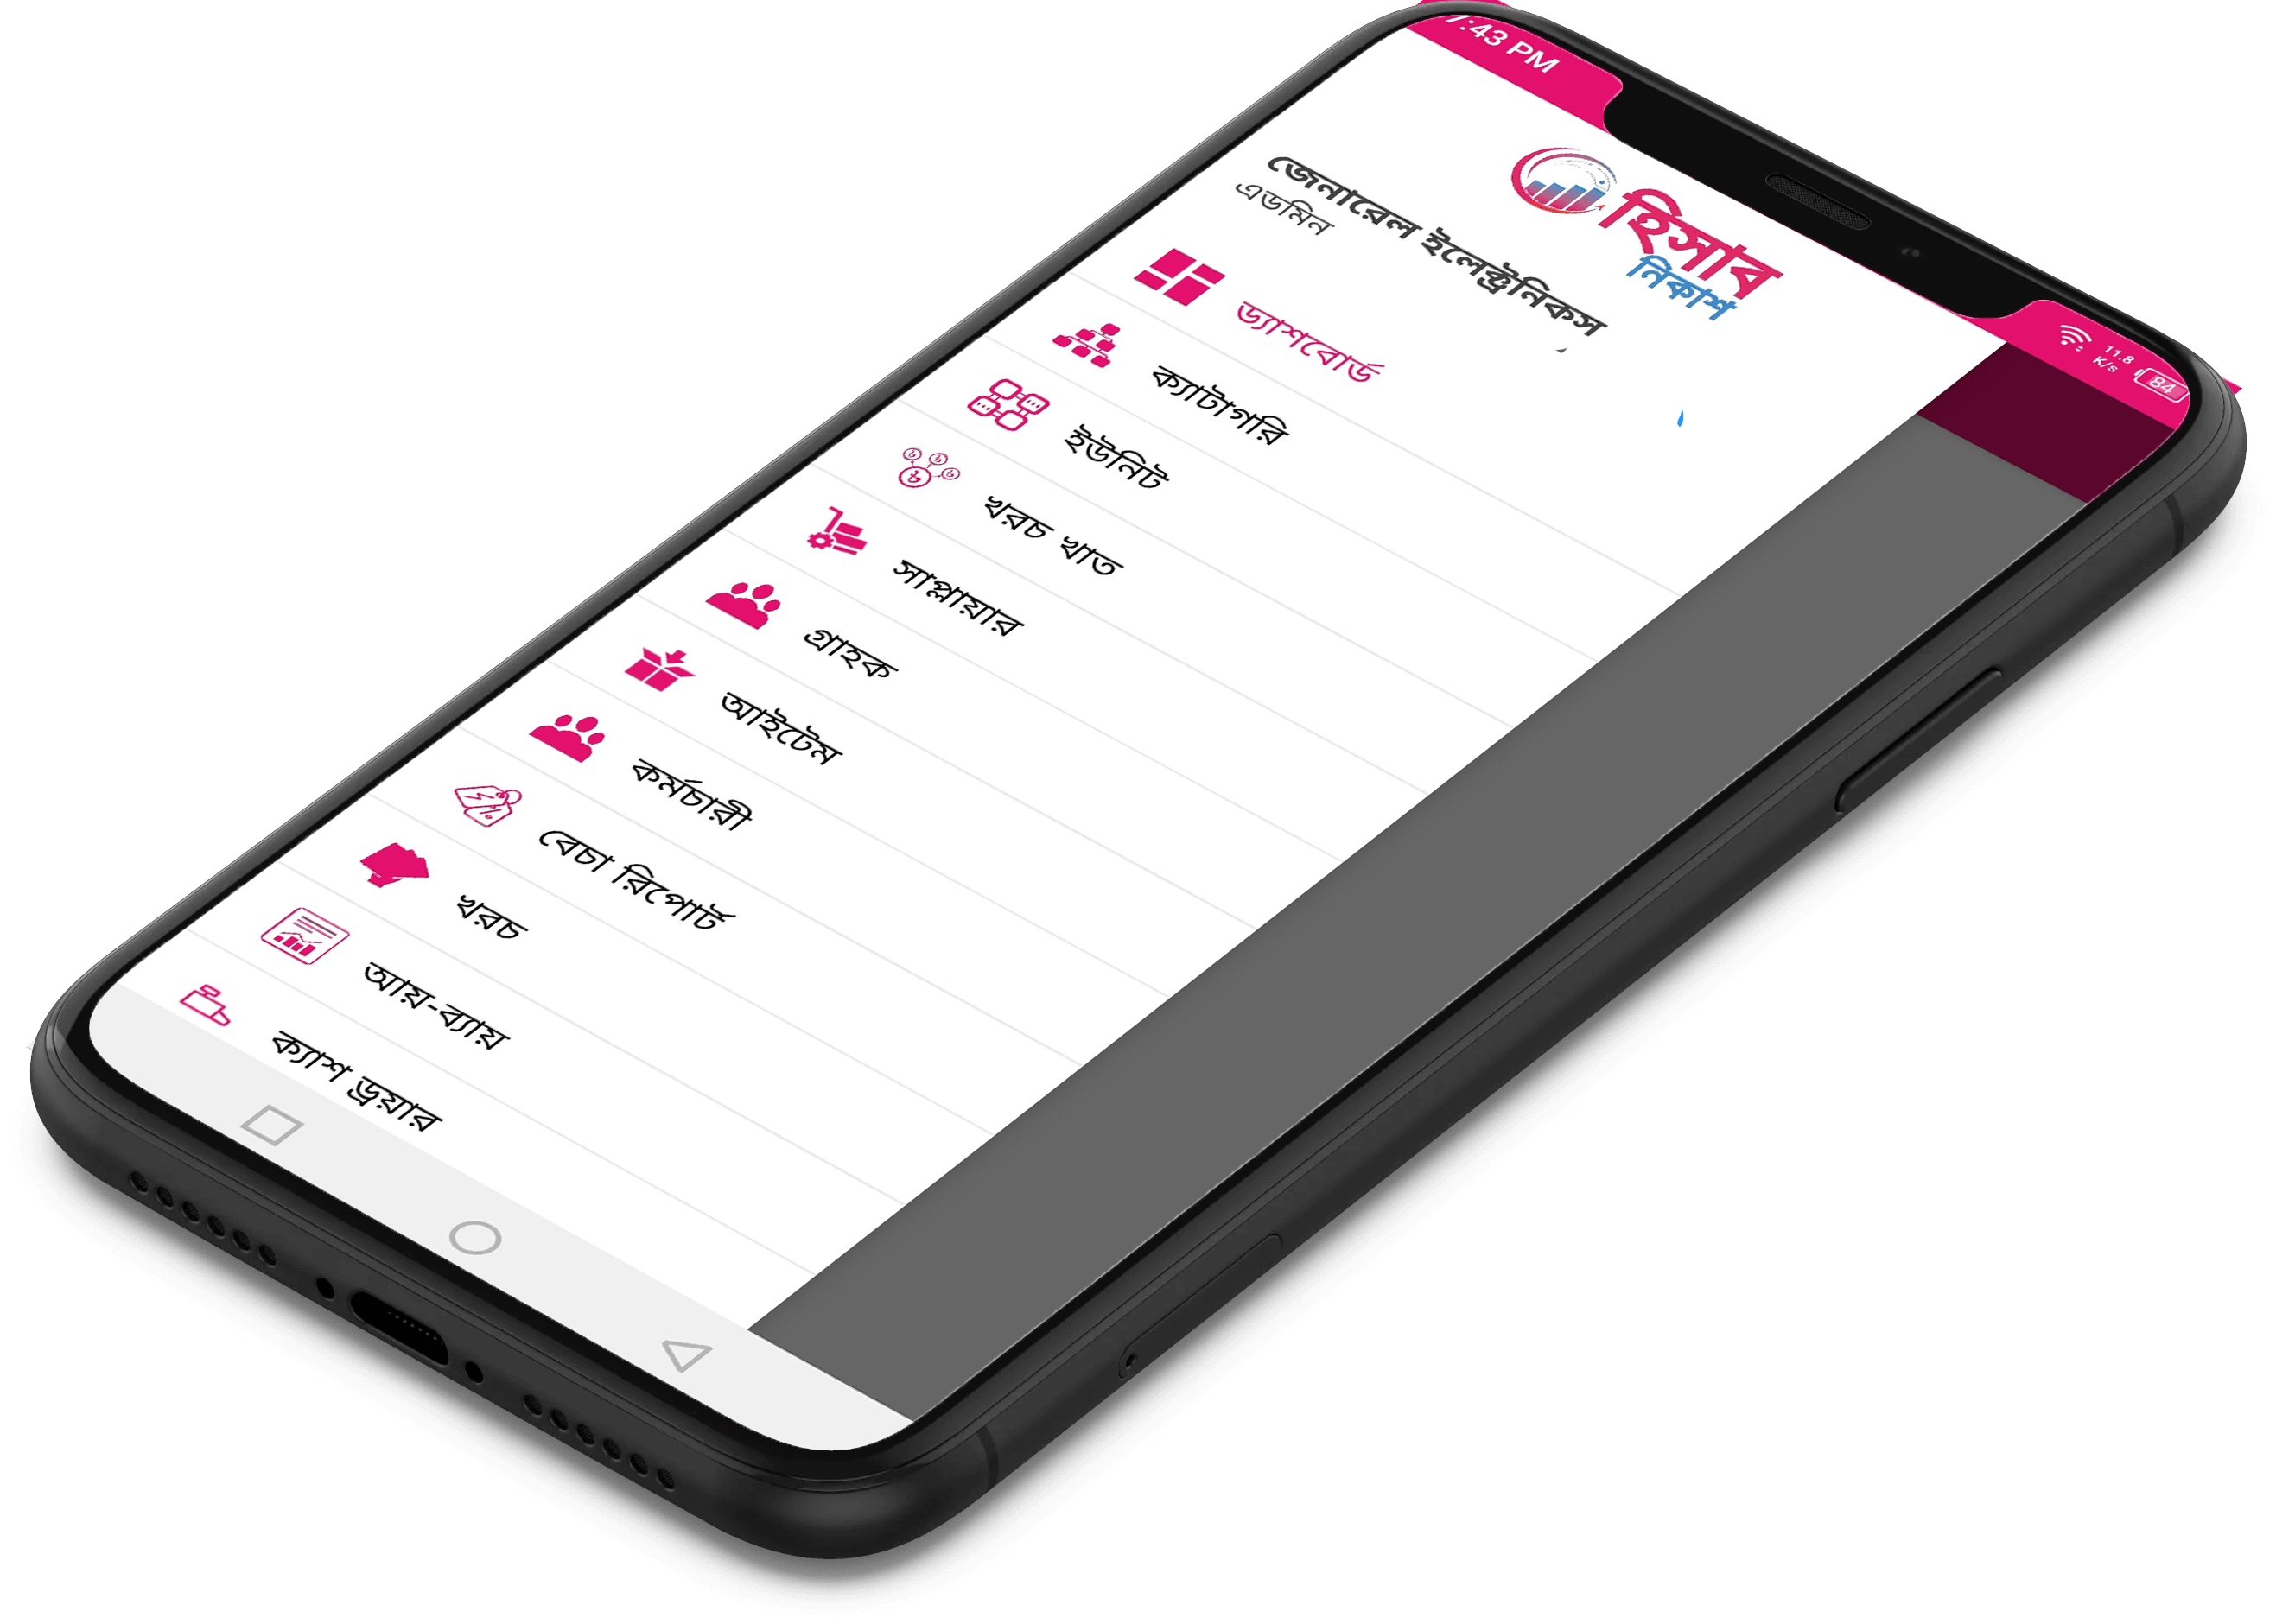 :43 PM
11.8
K/s
84
হিসাব
নিকাশ
জেনারেল ইলেক্ট্রনিকস
এডমিন
ড্যাশবোর্ড
ক্যাটাগরি
ইউনিট
খরচ খাত
সাপ্লায়ার
গ্রাহক
আইটেম
কর্মচারী
বেচা রিপোর্ট
খরচ
আয়-ব্যায়
ক্যাশ ড্রয়ার